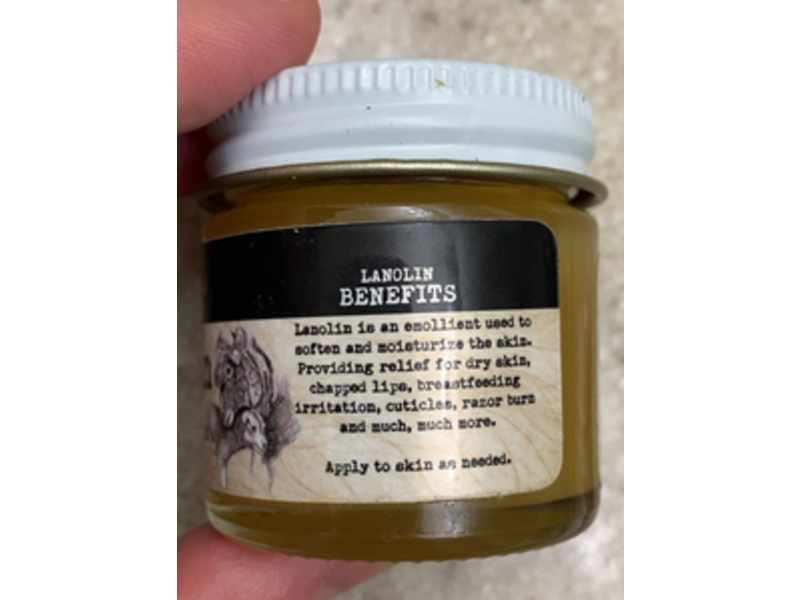 LANOLIN
BENEFITS
Lanolin is an emollient used to
soften and moisturize the skin.
Providing relief for dry skin,
chapped lips, breastfeeding
irritation, cuticles, razor burn
and much, much more.
Apply to skin as needed.